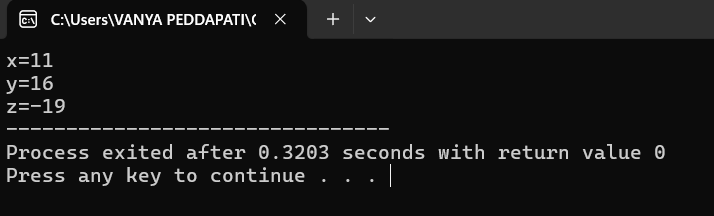 C:\Users\VANYA PEDDAPATI\(
x=11
y=16
z=-19
--------------------------------
Process exited after 0.3203 seconds with return value 0
Press any key to continue . . .